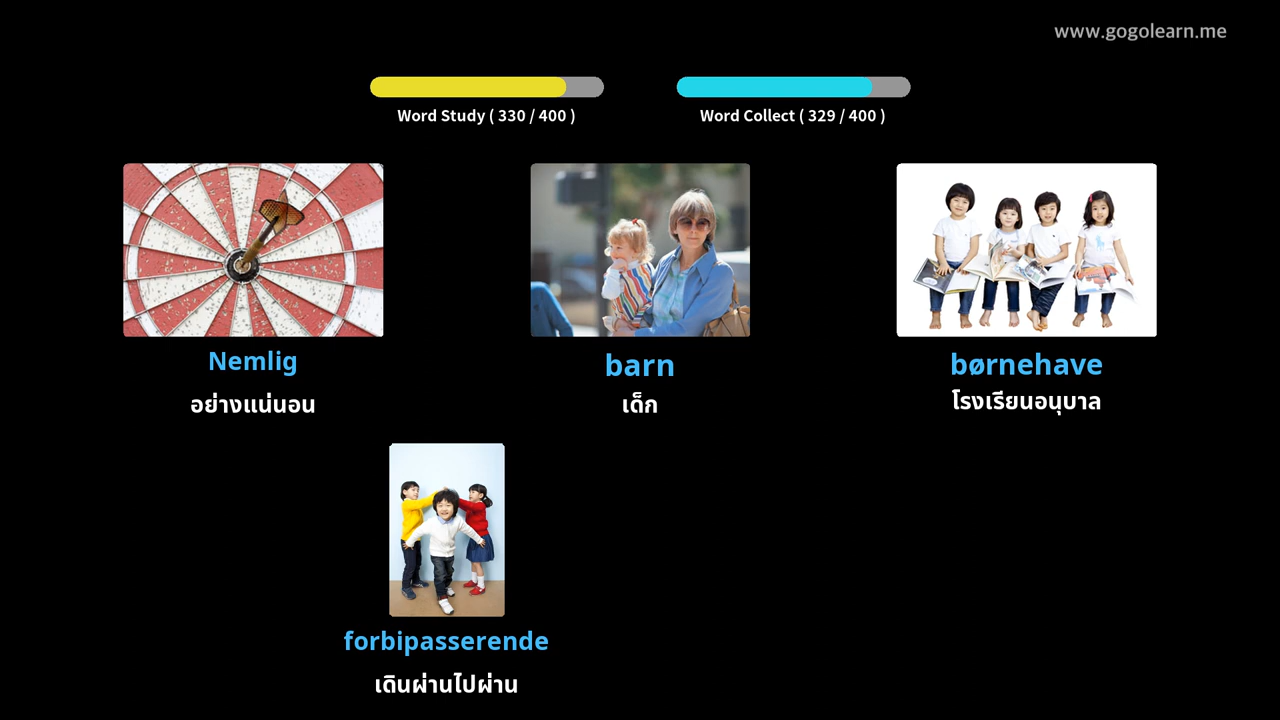 www.gogolearn.me
Word Study ( 330 / 400 )
Word Collect ( 329 / 400 )
Nemlig
อย่างแน่นอน
barn
เด็ก
børnehave
โรงเรียนอนุบาล
forbipasserende
เดินผ่านไปผ่าน